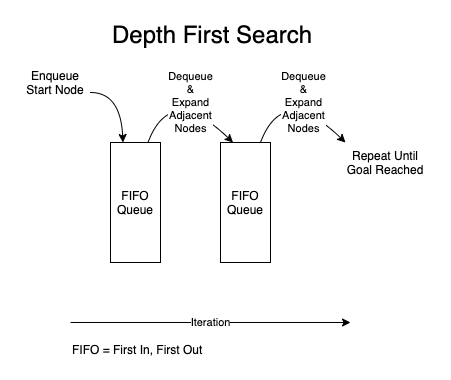 Depth First Search
Enqueue
Start Node
Dequeue
&
Expand
Adjacent
Nodes
Dequeue
&
Expand
Adjacent
Nodes
Repeat Until
Goal Reached
FIFO
Queue
FIFO
Queue
Iteration
FIFO = First In, First Out